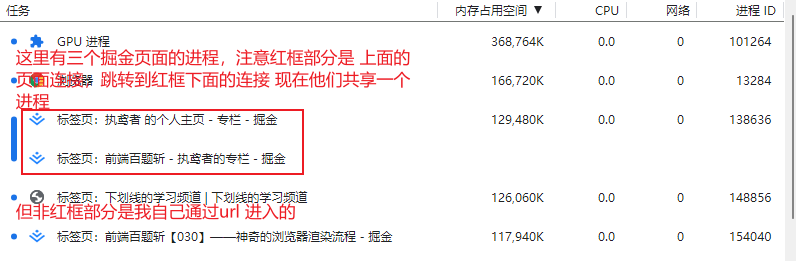 任务 内存占用空间 ▼ CPU 网络 进程 ID
GPU 进程 368,764K 0.0 0 101264
这里有三个掘金页面的进程，注意红框部分是 上面的
页面连接，跳转到红框下面的连接 现在他们共享一个
进程
浏览器 166,720K 0.0 0 13284
标签页：执鸢者 的个人主页 - 专栏 - 掘金 129,480K 0.0 0 138636
标签页：前端百题斩 - 执鸢者的专栏 - 掘金
标签页：下划线的学习频道 | 下划线的学习频道 126,060K 0.0 0 148856
但非红框部分是我自己通过url 进入的
标签页：前端百题斩【030】——神奇的浏览器渲染流程 - 掘金 117,940K 0.0 0 154040